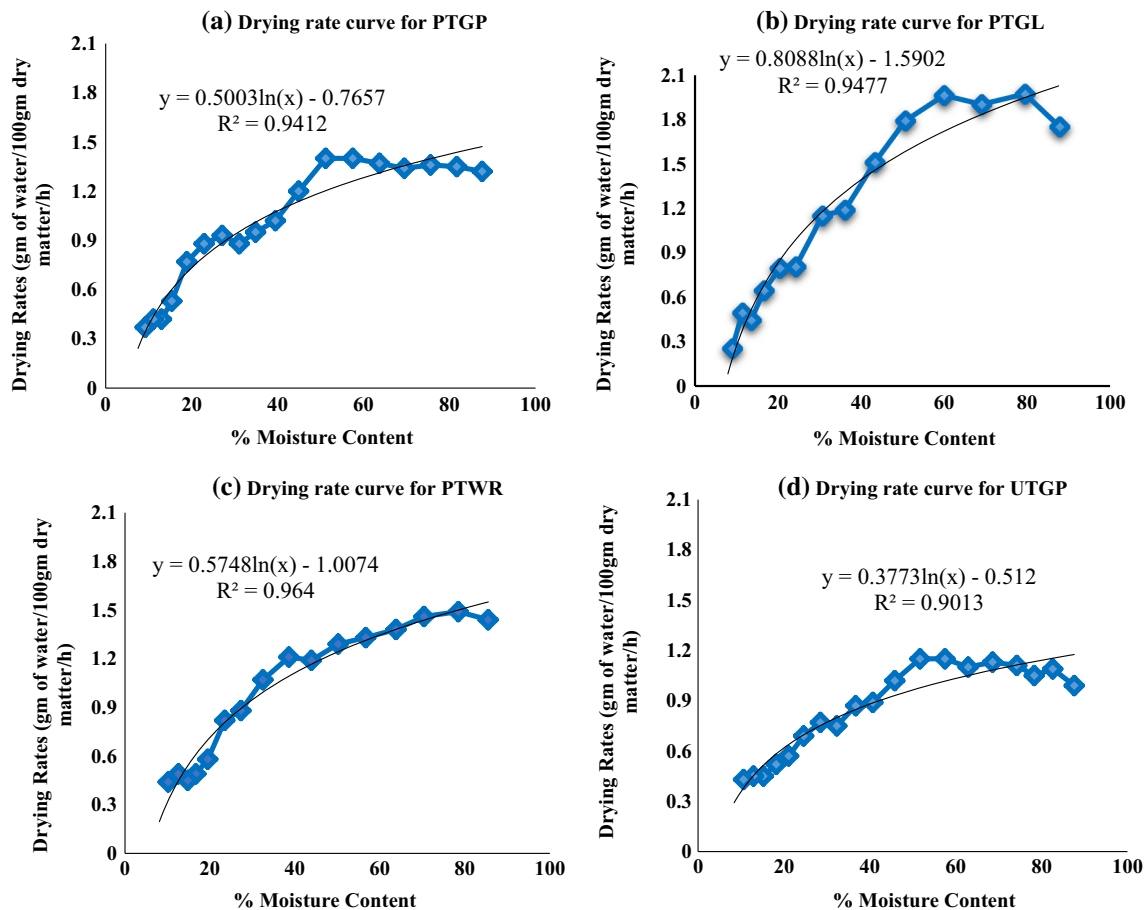 (a) Drying rate curve for PTGP
y = 0.5003ln(x) - 0.7657
R² = 0.9412
Drying Rates (gm of water/100gm dry
matter/h)
2.1
1.8
1.5
1.2
0.9
0.6
0.3
0
0 20 40 60 80 100
% Moisture Content
(b) Drying rate curve for PTGL
y = 0.8088ln(x) - 1.5902
R² = 0.9477
Drying Rates (gm of water/100gm dry
matter/h)
2.1
1.8
1.5
1.2
0.9
0.6
0.3
0
0 20 40 60 80 100
% Moisture Content
(c) Drying rate curve for PTWR
y = 0.5748ln(x) - 1.0074
R² = 0.964
Drying Rates (gm of water/100gm dry
matter/h)
2.1
1.8
1.5
1.2
0.9
0.6
0.3
0
0 20 40 60 80 100
% Moisture Content
(d) Drying rate curve for UTGP
y = 0.3773ln(x) - 0.512
R² = 0.9013
Drying Rates (gm of water/100gm dry
matter/h)
2.1
1.8
1.5
1.2
0.9
0.6
0.3
0
0 20 40 60 80 100
% Moisture Content